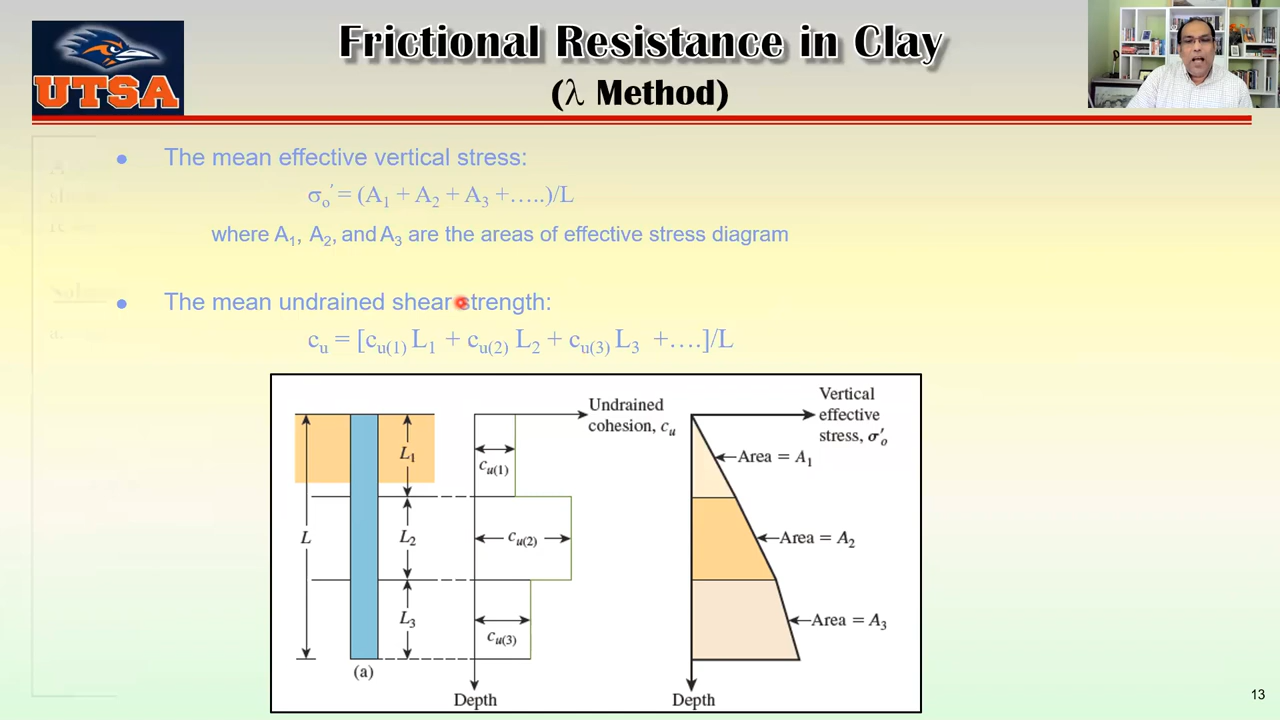 UTSA
Frictional Resistance in Clay
(λ Method)
● The mean effective vertical stress:
σₒ′ = (A₁ + A₂ + A₃ +…..)/L
where A₁, A₂, and A₃ are the areas of effective stress diagram
● The mean undrained shear strength:
cᵤ = [cᵤ₍₁₎ L₁ + cᵤ₍₂₎ L₂ + cᵤ₍₃₎ L₃ +….]/L
Undrained
cohesion, cᵤ
Vertical
effective
stress, σ′ₒ
L
L₁
L₂
L₃
cᵤ₍₁₎
cᵤ₍₂₎
cᵤ₍₃₎
Area = A₁
Area = A₂
Area = A₃
(a)
Depth
Depth
13